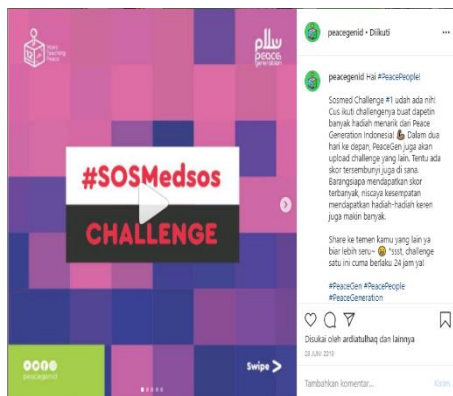 Years
Teaching
Peace
peace
generation
#SOSMedsos
CHALLENGE
peacegenid
Swipe >
peacegenid • Diikuti
peacegenid Hai #PeacePeople!
Sosmed Challenge #1 udah ada nih!
Cus ikuti challengenya buat dapetin
banyak hadiah menarik dari Peace
Generation Indonesia! 💪 Dalam dua
hari ke depan, PeaceGen juga akan
upload challenge yang lain. Tentu ada
skor tersembunyi juga di sana.
Barangsiapa mendapatkan skor
terbanyak, niscaya kesempatan
mendapatkan hadiah-hadiah keren
juga makin banyak.
Share ke temen kamu yang lain ya
biar lebih seru~ 😀 *ssst, challenge
satu ini cuma berlaku 24 jam ya!
#PeaceGen #PeacePeople
#PeaceGeneration
Disukai oleh ardiatulhaq dan lainnya
JUNI 2019
Tambahkan komentar...
Kirim